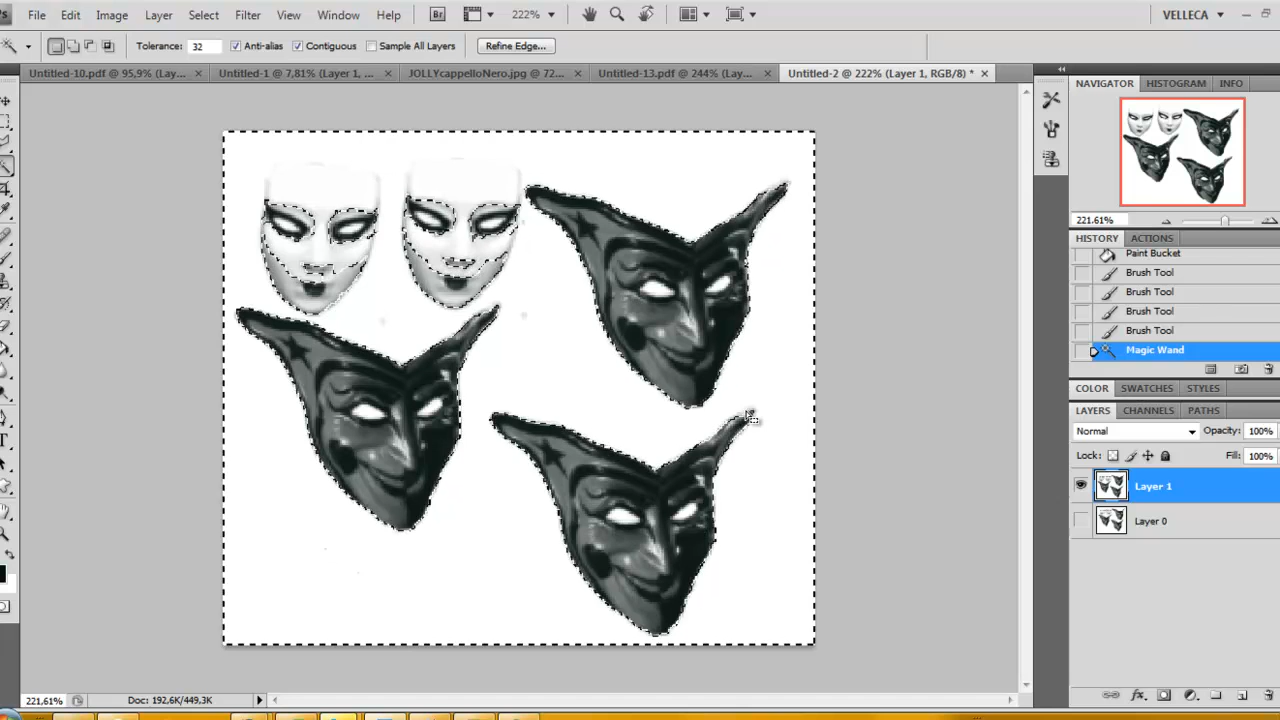 File Edit Image Layer Select Filter View Window Help Br 222% VELLECA
Tolerance: 32 Anti-alias Contiguous Sample All Layers Refine Edge...
Untitled-10.pdf @ 95,9% (Lay... Untitled-1 @ 7,81% (Layer 1, ... JOLLYcappelloNero.jpg @ 72... Untitled-13.pdf @ 244% (Lay... Untitled-2 @ 222% (Layer 1, RGB/8) *
NAVIGATOR HISTOGRAM INFO
221,61%
HISTORY ACTIONS
Paint Bucket
Brush Tool
Brush Tool
Brush Tool
Brush Tool
Magic Wand
COLOR SWATCHES STYLES
LAYERS CHANNELS PATHS
Normal Opacity: 100%
Lock: Fill: 100%
Layer 1
Layer 0
221,61% Doc: 192,6K/449,3K